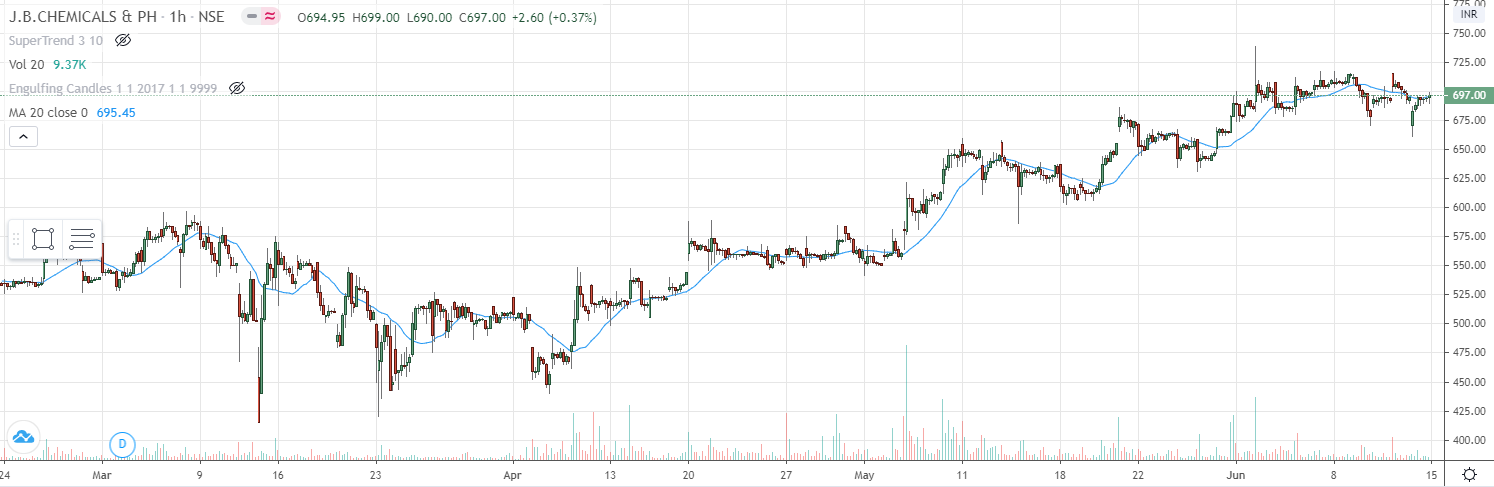 J.B.CHEMICALS & PH · 1h · NSE O694.95 H699.00 L690.00 C697.00 +2.60 (+0.37%)
SuperTrend 3 10
Vol 20 9.37K
Engulfing Candles 1 1 2017 1 1 9999
MA 20 close 0 695.45
775.00
INR
750.00
725.00
697.00
675.00
650.00
625.00
600.00
575.00
550.00
525.00
500.00
475.00
450.00
425.00
400.00
D
24 Mar 9 16 23 Apr 13 20 27 May 11 18 22 Jun 8 15